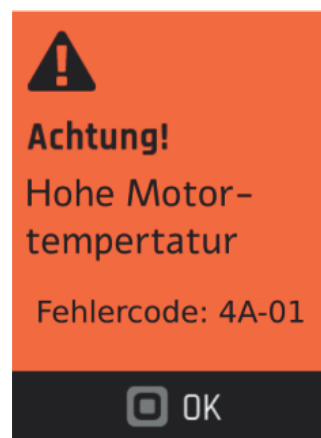 Achtung!
Hohe Motor-
tempertatur
Fehlercode: 4A-01
OK